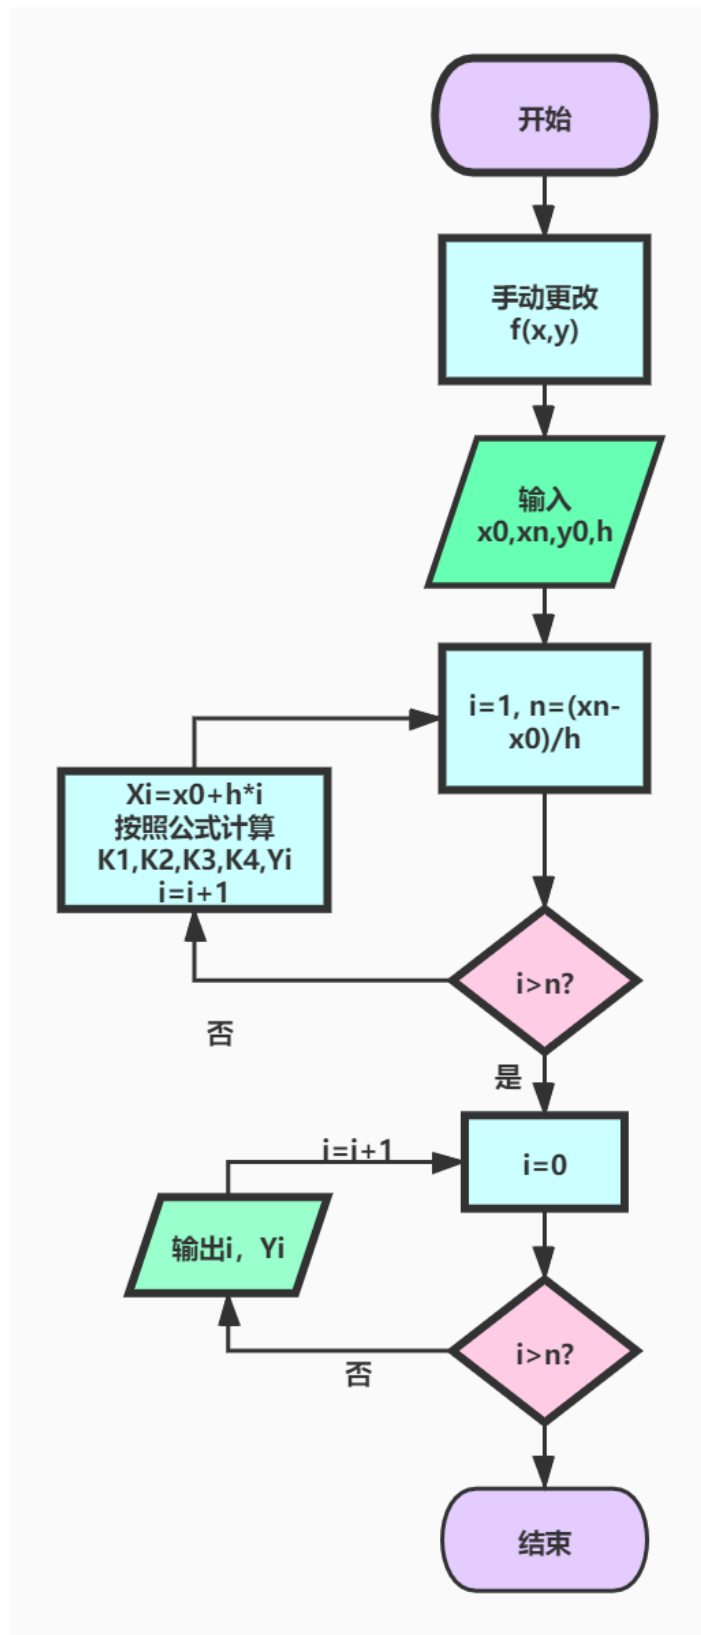 开始
手动更改
f(x,y)
输入
x0,xn,y0,h
i=1, n=(xn-
x0)/h
Xi=x0+h*i
按照公式计算
K1,K2,K3,K4,Yi
i=i+1
i>n?
否
是
i=i+1
i=0
输出i，Yi
i>n?
否
结束